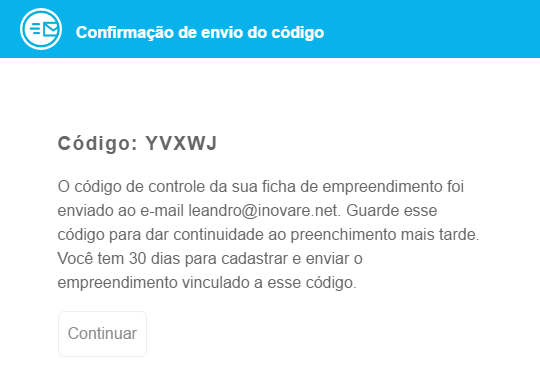 Confirmação de envio do código
Código: YVXWJ
O código de controle da sua ficha de empreendimento foi
enviado ao e-mail leandro@inovare.net. Guarde esse
código para dar continuidade ao preenchimento mais tarde.
Você tem 30 dias para cadastrar e enviar o
empreendimento vinculado a esse código.
Continuar